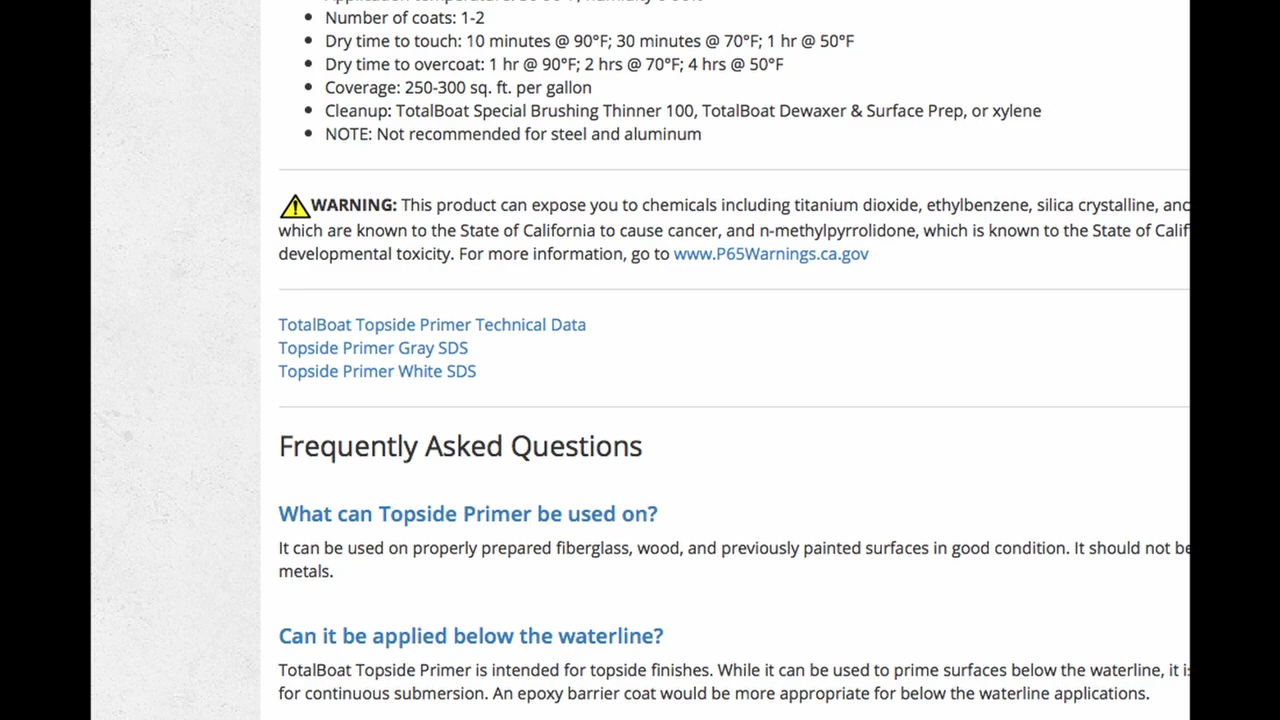 Number of coats: 1-2
Dry time to touch: 10 minutes @ 90°F; 30 minutes @ 70°F; 1 hr @ 50°F
Dry time to overcoat: 1 hr @ 90°F; 2 hrs @ 70°F; 4 hrs @ 50°F
Coverage: 250-300 sq. ft. per gallon
Cleanup: TotalBoat Special Brushing Thinner 100, TotalBoat Dewaxer & Surface Prep, or xylene
NOTE: Not recommended for steel and aluminum
WARNING: This product can expose you to chemicals including titanium dioxide, ethylbenzene, silica crystalline,
which are known to the State of California to cause cancer, and n-methylpyrrolidone, which is known to the State of
developmental toxicity. For more information, go to www.P65Warnings.ca.gov
TotalBoat Topside Primer Technical Data
Topside Primer Gray SDS
Topside Primer White SDS
Frequently Asked Questions
What can Topside Primer be used on?
It can be used on properly prepared fiberglass, wood, and previously painted surfaces in good condition. It should not be
metals.
Can it be applied below the waterline?
TotalBoat Topside Primer is intended for topside finishes. While it can be used to prime surfaces below the waterline, it
for continuous submersion. An epoxy barrier coat would be more appropriate for below the waterline applications.